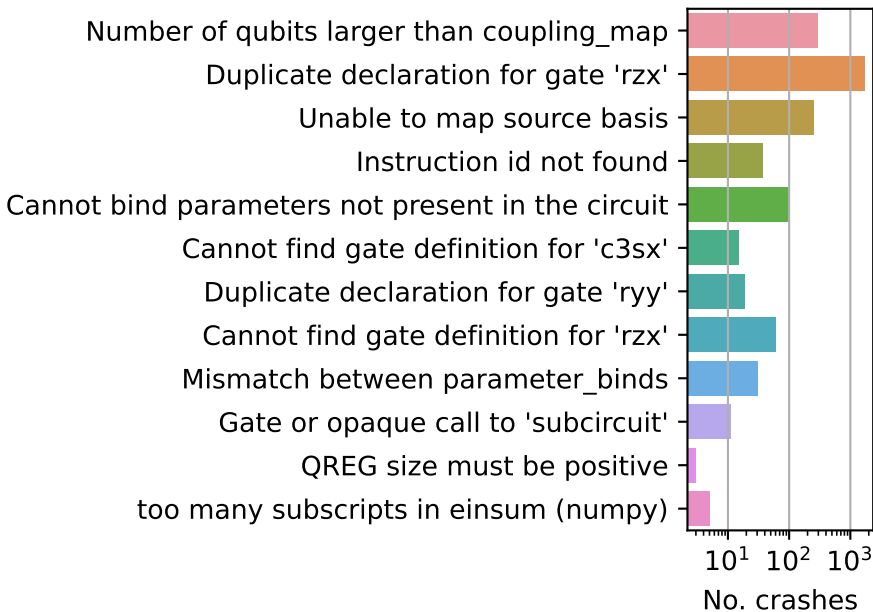 Number of qubits larger than coupling_map
Duplicate declaration for gate 'rzx'
Unable to map source basis
Instruction id not found
Cannot bind parameters not present in the circuit
Cannot find gate definition for 'c3sx'
Duplicate declaration for gate 'ryy'
Cannot find gate definition for 'rzx'
Mismatch between parameter_binds
Gate or opaque call to 'subcircuit'
QREG size must be positive
too many subscripts in einsum (numpy)
10¹ 10² 10³
No. crashes